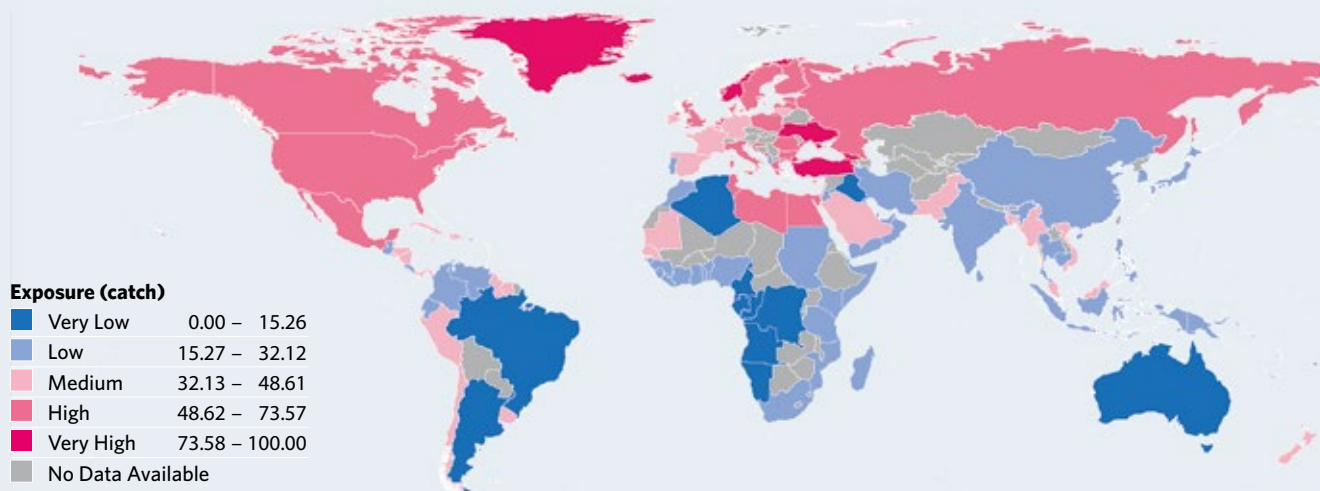 Exposure (catch)
Very Low 0.00 – 15.26
Low 15.27 – 32.12
Medium 32.13 – 48.61
High 48.62 – 73.57
Very High 73.58 – 100.00
No Data Available